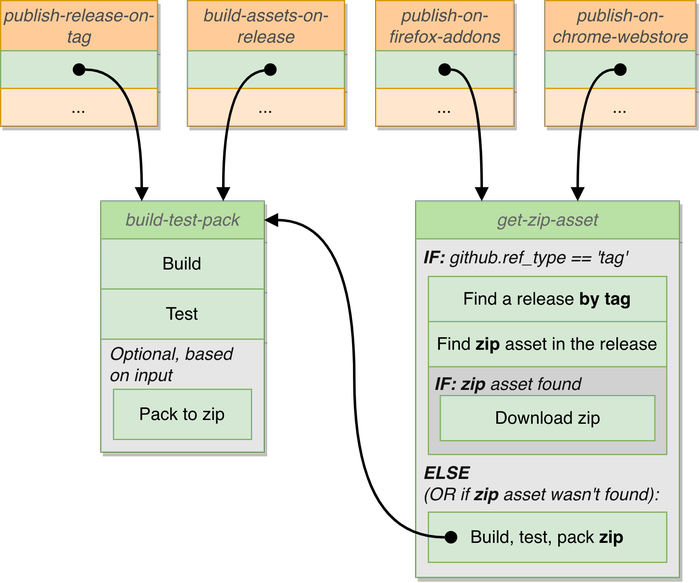 publish-release-on-
tag
build-assets-on-
release
publish-on-
firefox-addons
publish-on-
chrome-webstore
...
...
...
...
build-test-pack
Build
Test
Optional, based
on input
Pack to zip
get-zip-asset
IF: github.ref_type == 'tag'
Find a release by tag
Find zip asset in the release
IF: zip asset found
Download zip
ELSE
(OR if zip asset wasn't found):
Build, test, pack zip